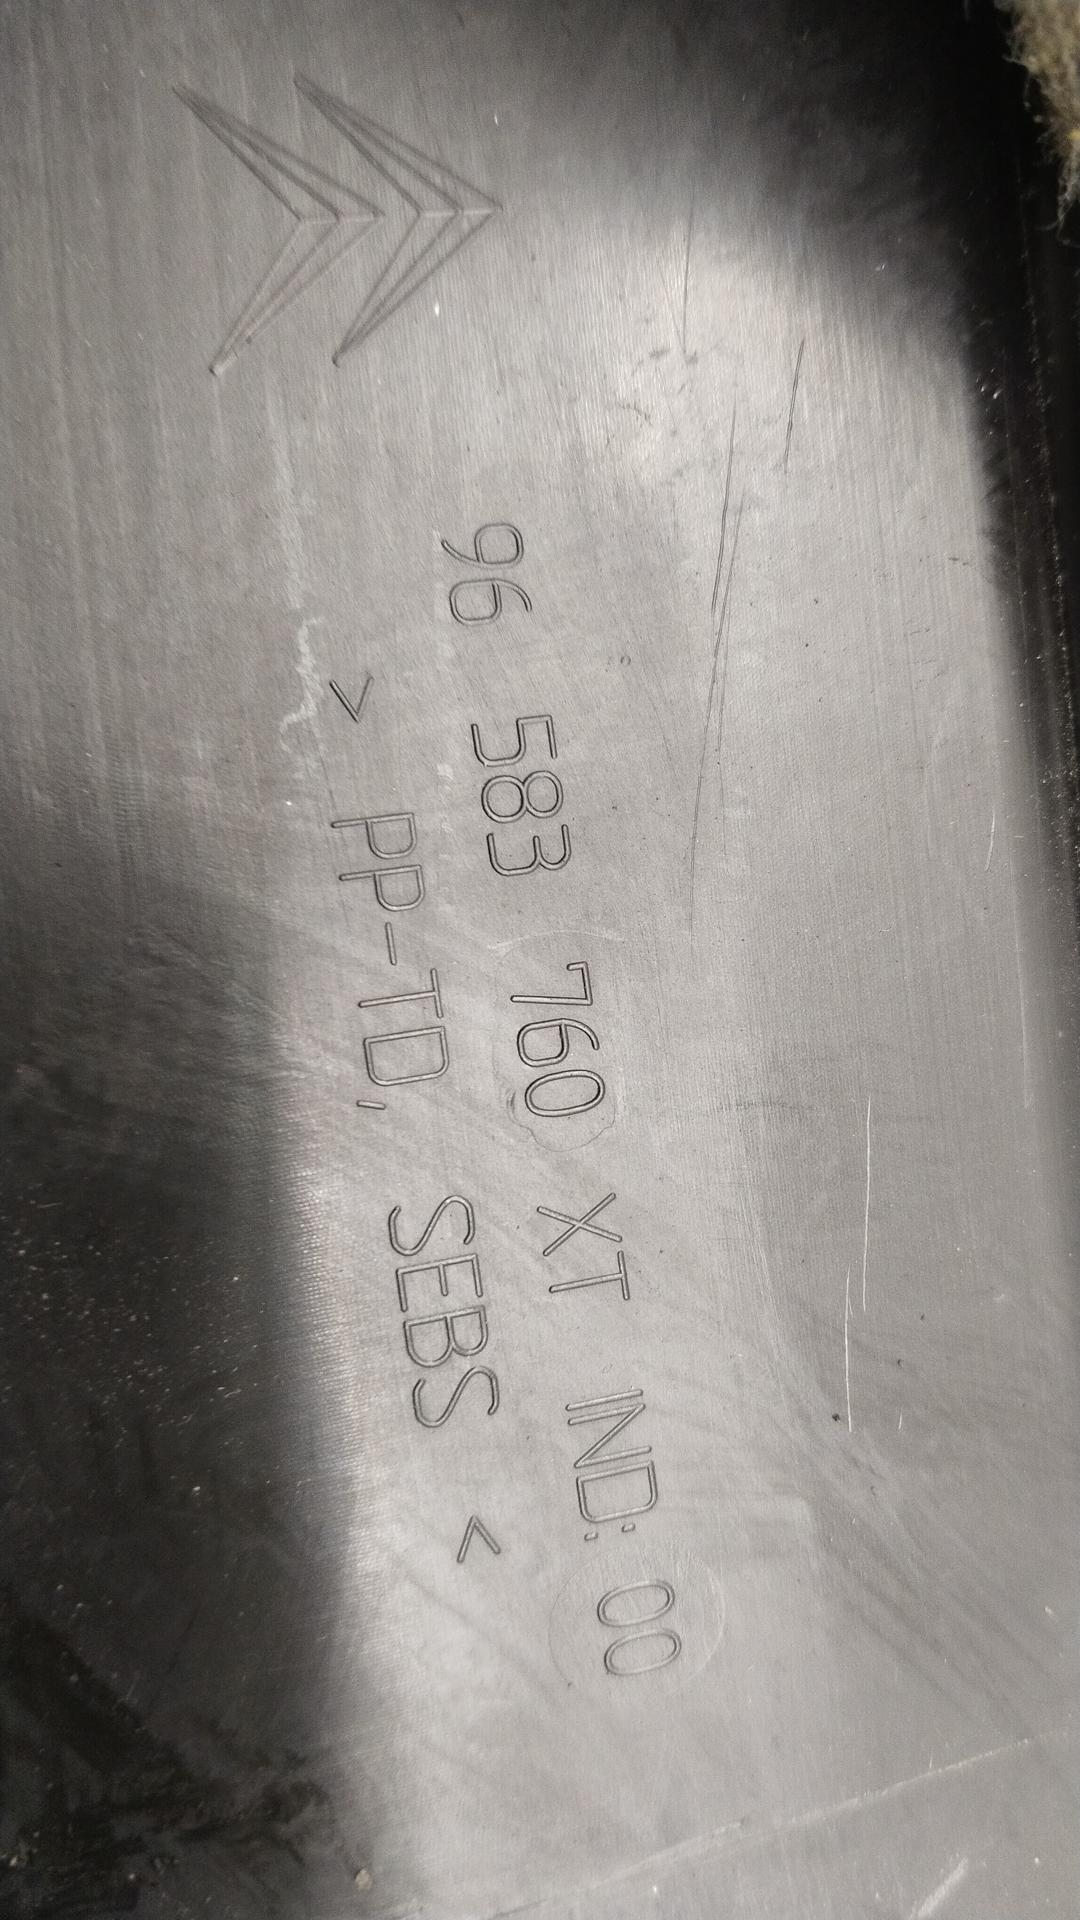 96 583 760 XT IND: 00
> PP-TD, SEBS <